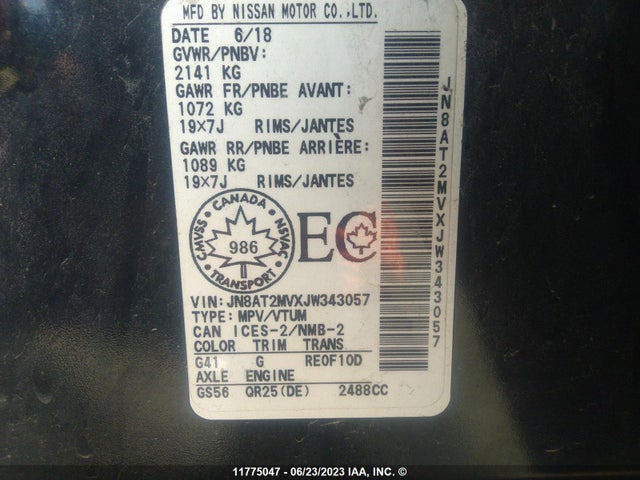 MFD BY NISSAN MOTOR CO.,LTD.
DATE 6/18
GVWR/PNBV:
2141 KG
GAWR FR/PNBE AVANT:
1072 KG
19×7J RIMS/JANTES
GAWR RR/PNBE ARRIÈRE:
1089 KG
19×7J RIMS/JANTES
CANADA
CMVSS
NSVAC
986
TRANSPORT
EC
VIN:JN8AT2MVXJW343057
TYPE:MPV/VTUM
CAN ICES-2/NMB-2
COLOR TRIM TRANS
G41 G RE0F10D
AXLE ENGINE
GS56 QR25(DE) 2488CC
JN8AT2MVXJW343057
11775047 - 06/23/2023 IAA, INC. ©